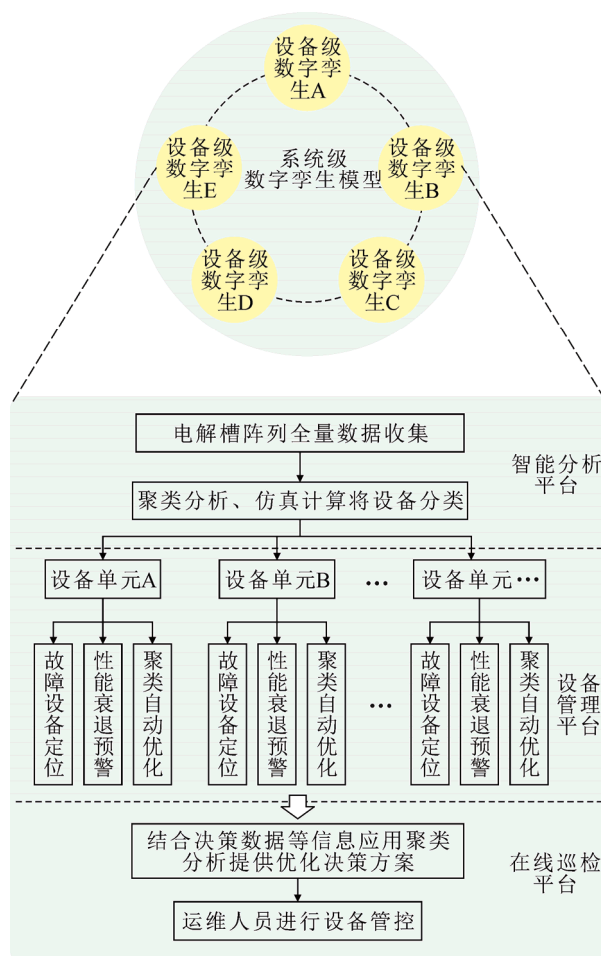 设备级
数字孪
生A
设备级
数字孪
生E
系统级
数字孪生模型
设备级
数字孪
生B
设备级
数字孪
生D
设备级
数字孪
生C
电解槽阵列全量数据收集
聚类分析、仿真计算将设备分类
智能分析
平台
设备单元A
设备单元B
…
设备单元…
故障设备定位
性能衰退预警
聚类自动优化
故障设备定位
性能衰退预警
聚类自动优化
…
故障设备定位
性能衰退预警
聚类自动优化
设备
管理
平台
结合决策数据等信息应用聚类
分析提供优化决策方案
运维人员进行设备管控
在线巡检
平台